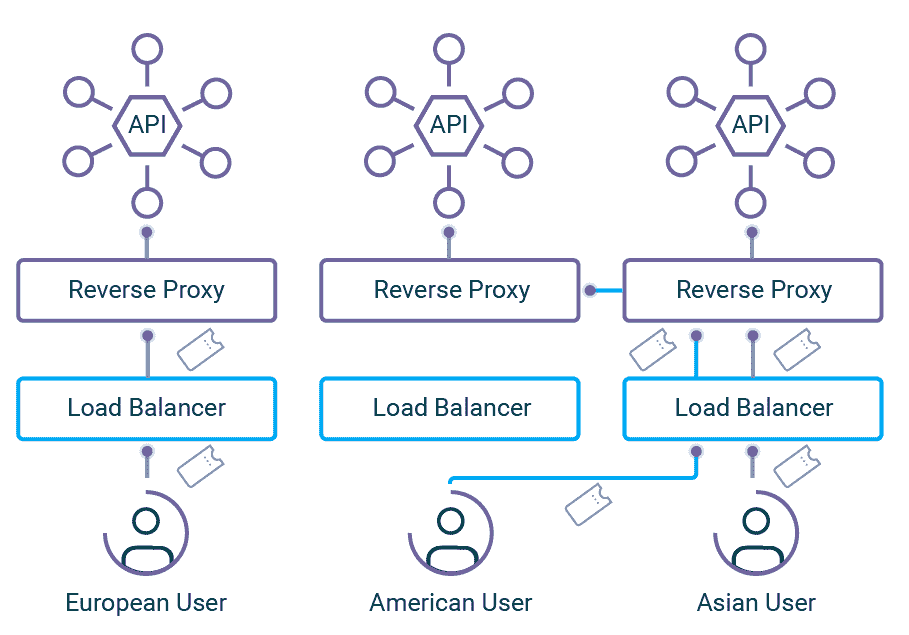 API
API
API
Reverse Proxy
Reverse Proxy
Reverse Proxy
Load Balancer
Load Balancer
Load Balancer
European User
American User
Asian User